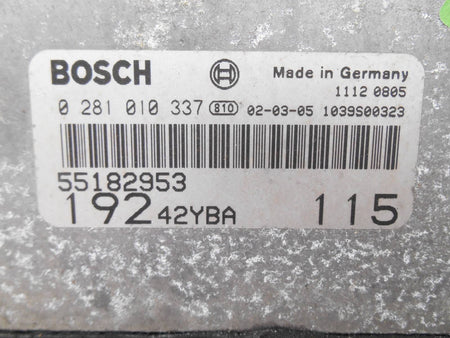 BOSCH Made in Germany
1112 0805
0 281 010 337 810 02-03-05 1039S00323
55182953
192 42YBA 115